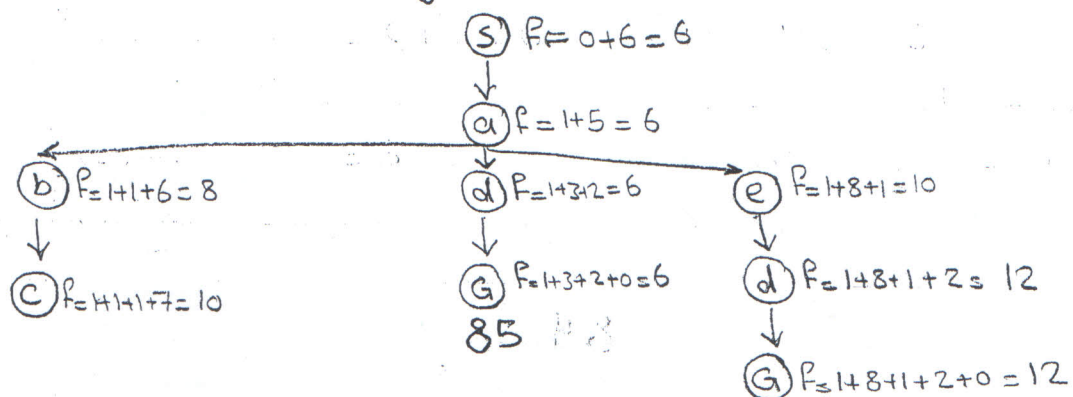 S f= 0+6=6
a f=1+5=6
b f=1+1+6=8
d f=1+3+2=6
e f=1+8+1=10
c f=1+1+1+7=10
G f=1+3+2+0=6
d f=1+8+1+2= 12
85
G f=1+8+1+2+0=12